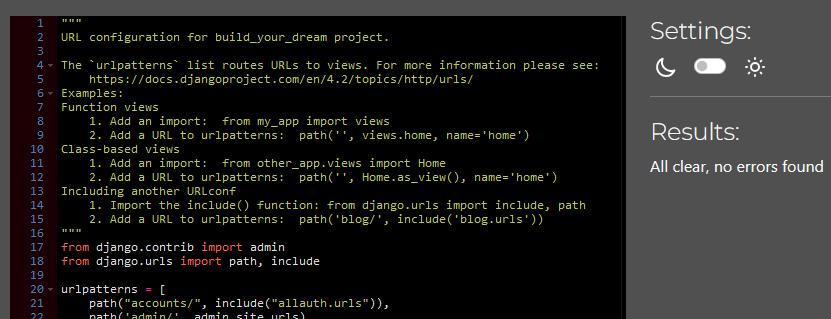 1 """
2 URL configuration for build_your_dream project.
3
4 The `urlpatterns` list routes URLs to views. For more information please see:
5     https://docs.djangoproject.com/en/4.2/topics/http/urls/
6 Examples:
7 Function views
8     1. Add an import:  from my_app import views
9     2. Add a URL to urlpatterns:  path('', views.home, name='home')
10 Class-based views
11     1. Add an import:  from other_app.views import Home
12     2. Add a URL to urlpatterns:  path('', Home.as_view(), name='home')
13 Including another URLconf
14     1. Import the include() function: from django.urls import include, path
15     2. Add a URL to urlpatterns:  path('blog/', include('blog.urls'))
16 """
17 from django.contrib import admin
18 from django.urls import path, include
19
20 urlpatterns = [
21     path("accounts/", include("allauth.urls")),
22     path('admin/', admin.site.urls)
Settings:
Results:
All clear, no errors found